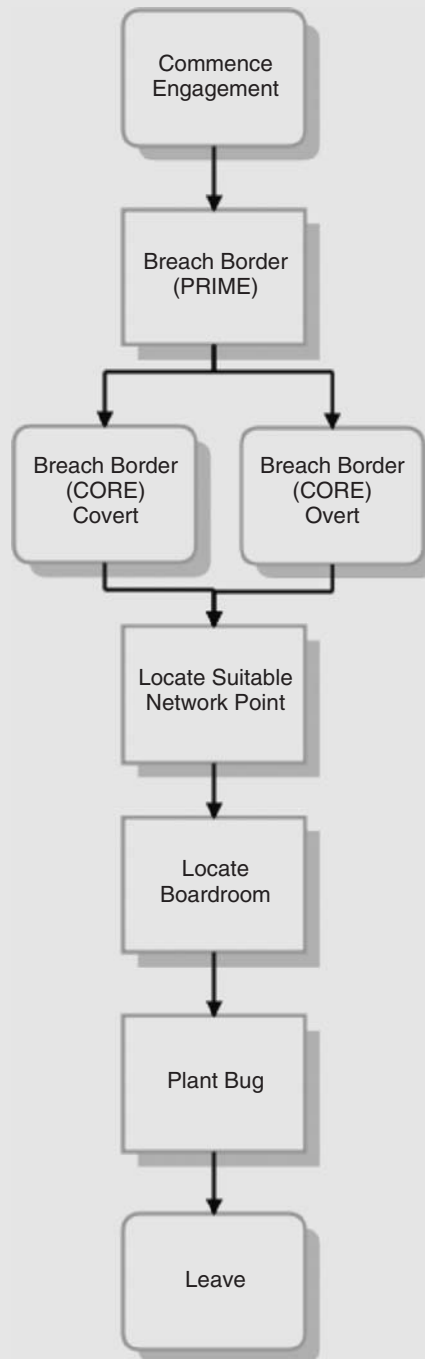 Commence
Engagement
Breach Border
(PRIME)
Breach Border
(CORE)
Covert
Breach Border
(CORE)
Overt
Locate Suitable
Network Point
Locate
Boardroom
Plant Bug
Leave